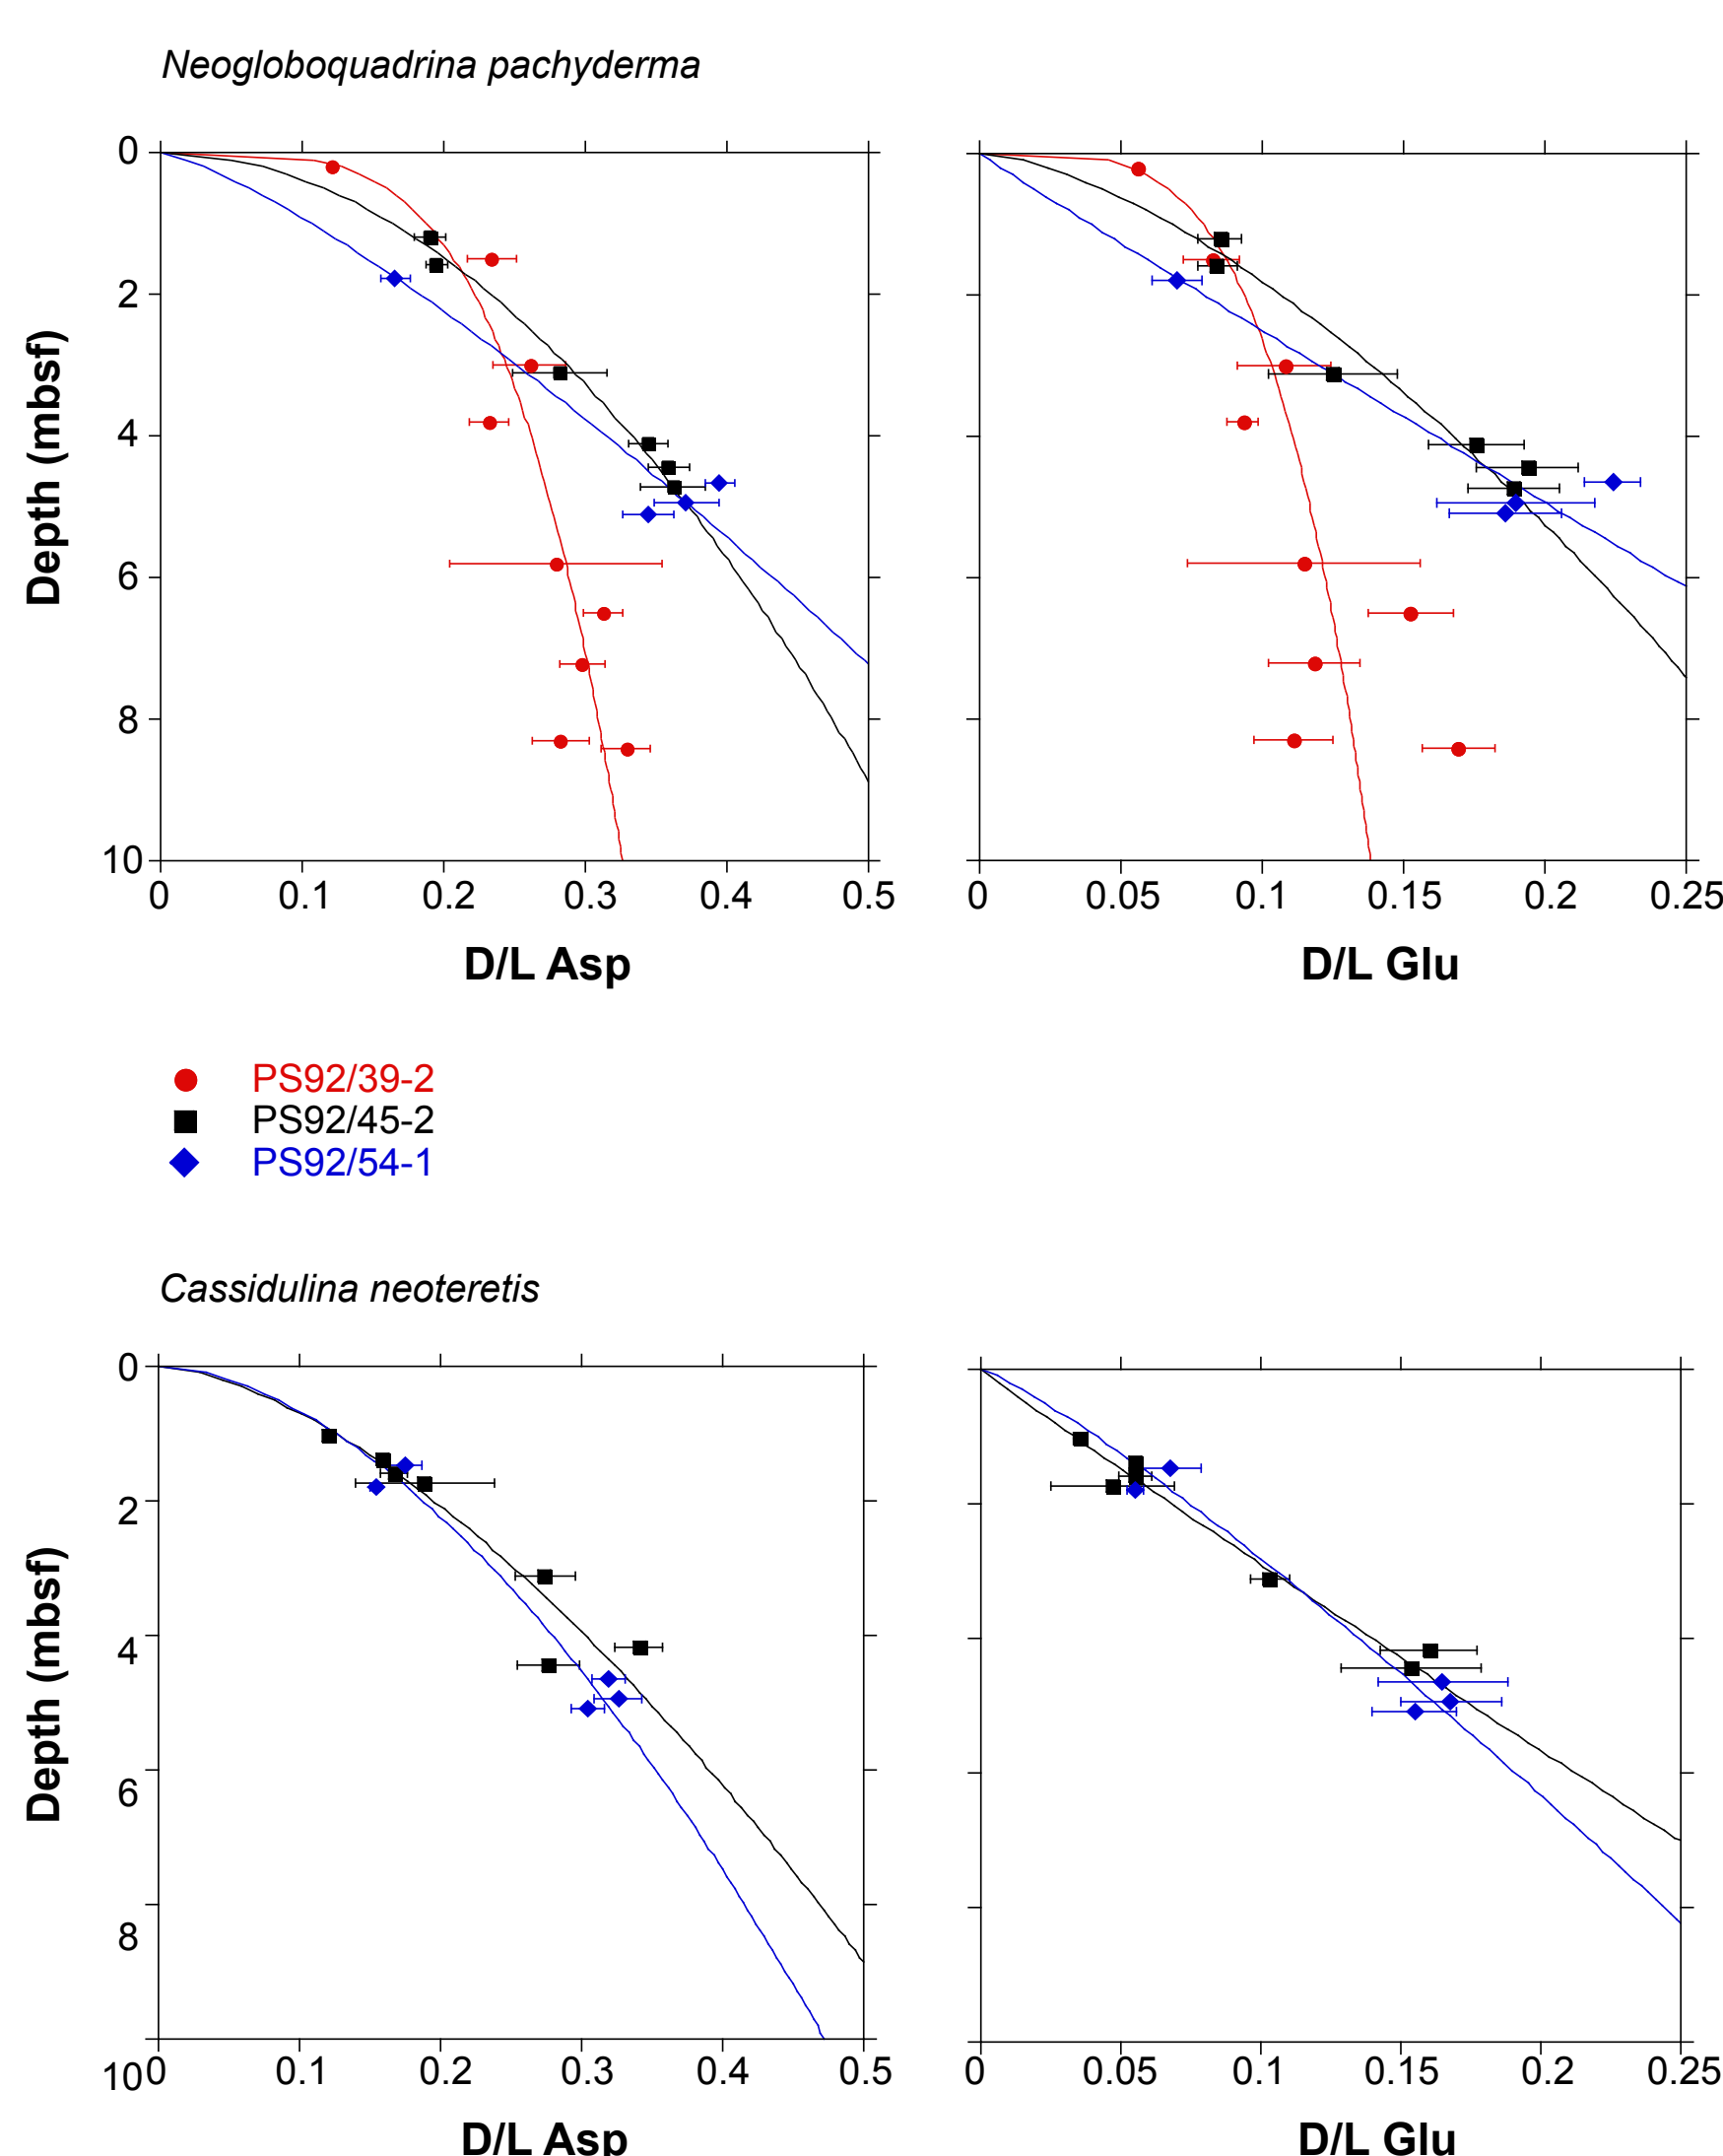 Neogloboquadrina pachyderma
0
2
4
6
8
10
Depth (mbsf)
0 0.1 0.2 0.3 0.4 0.5
0 0.05 0.1 0.15 0.2 0.25
D/L Asp
D/L Glu
PS92/39-2
PS92/45-2
PS92/54-1
Cassidulina neoteretis
0
2
4
6
8
10
Depth (mbsf)
0 0.1 0.2 0.3 0.4 0.5
0 0.05 0.1 0.15 0.2 0.25
D/L Asp
D/L Glu